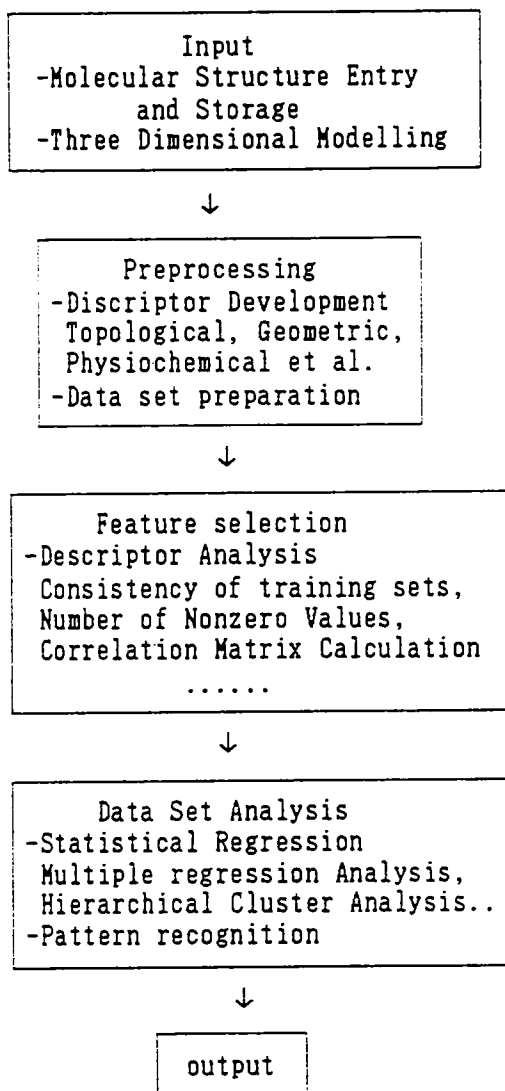 Input
-Molecular Structure Entry
and Storage
-Three Dimensional Modelling
↓
Preprocessing
-Discriptor Development
Topological, Geometric,
Physiochemical et al.
-Data set preparation
↓
Feature selection
-Descriptor Analysis
Consistency of training sets,
Number of Nonzero Values,
Correlation Matrix Calculation
......
↓
Data Set Analysis
-Statistical Regression
Multiple regression Analysis,
Hierarchical Cluster Analysis..
-Pattern recognition
↓
output